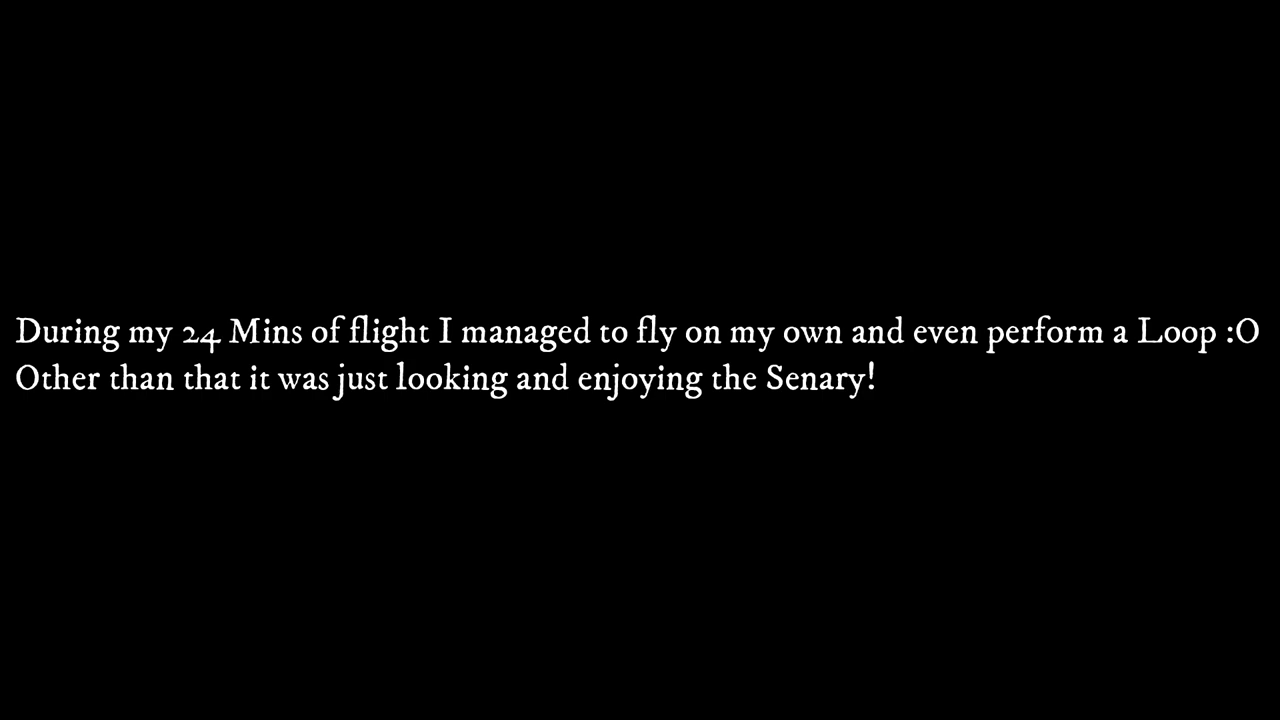 During my 24 Mins of flight I managed to fly on my own and even perform a Loop :O
Other than that it was just looking and enjoying the Senary!